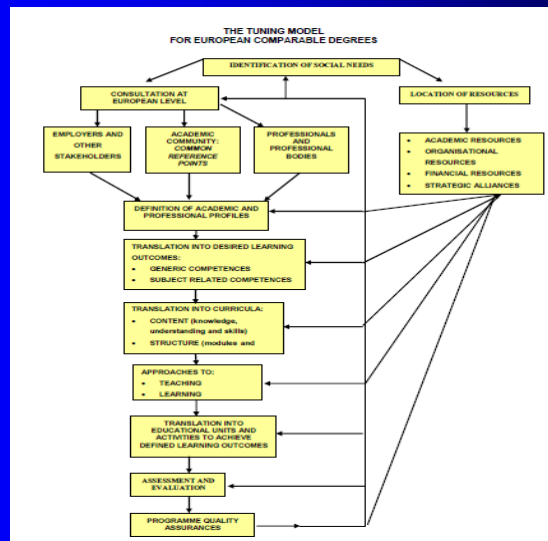 THE TUNING MODEL
FOR EUROPEAN COMPARABLE DEGREES
IDENTIFICATION OF SOCIAL NEEDS
CONSULTATION AT
EUROPEAN LEVEL
LOCATION OF RESOURCES
EMPLOYERS AND
OTHER
STAKEHOLDERS
ACADEMIC
COMMUNITY:
COMMON
REFERENCE
POINTS
PROFESSIONALS
AND
PROFESSIONAL
BODIES
• ACADEMIC RESOURCES
• ORGANISATIONAL
RESOURCES
• FINANCIAL RESOURCES
• STRATEGIC ALLIANCES
DEFINITION OF ACADEMIC AND
PROFESSIONAL PROFILES
TRANSLATION INTO DESIRED LEARNING
OUTCOMES:
• GENERIC COMPETENCES
• SUBJECT RELATED COMPETENCES
TRANSLATION INTO CURRICULA:
• CONTENT (knowledge,
understanding and skills)
• STRUCTURE (modules and
APPROACHES TO:
• TEACHING
• LEARNING
TRANSLATION INTO
EDUCATIONAL UNITS AND
ACTIVITIES TO ACHIEVE
DEFINED LEARNING OUTCOMES
ASSESSMENT AND
EVALUATION
PROGRAMME QUALITY
ASSURANCES